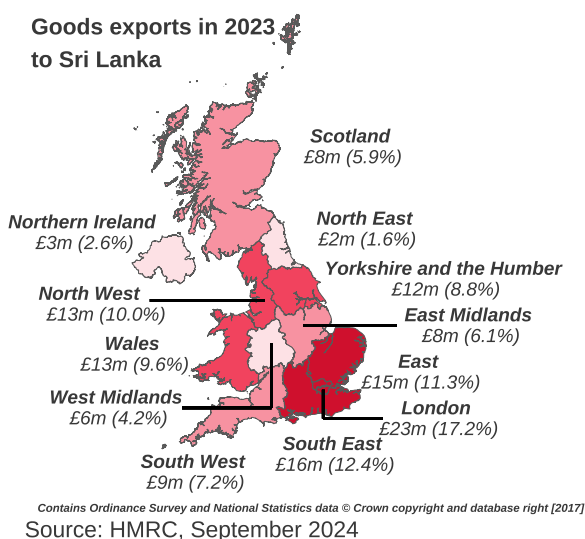 Goods exports in 2023
to Sri Lanka
Scotland
£8m (5.9%)
Northern Ireland
£3m (2.6%)
North East
£2m (1.6%)
Yorkshire and the Humber
£12m (8.8%)
North West
£13m (10.0%)
East Midlands
£8m (6.1%)
Wales
£13m (9.6%)
East
£15m (11.3%)
West Midlands
£6m (4.2%)
London
£23m (17.2%)
South East
£16m (12.4%)
South West
£9m (7.2%)
Contains Ordinance Survey and National Statistics data © Crown copyright and database right [2017]
Source: HMRC, September 2024